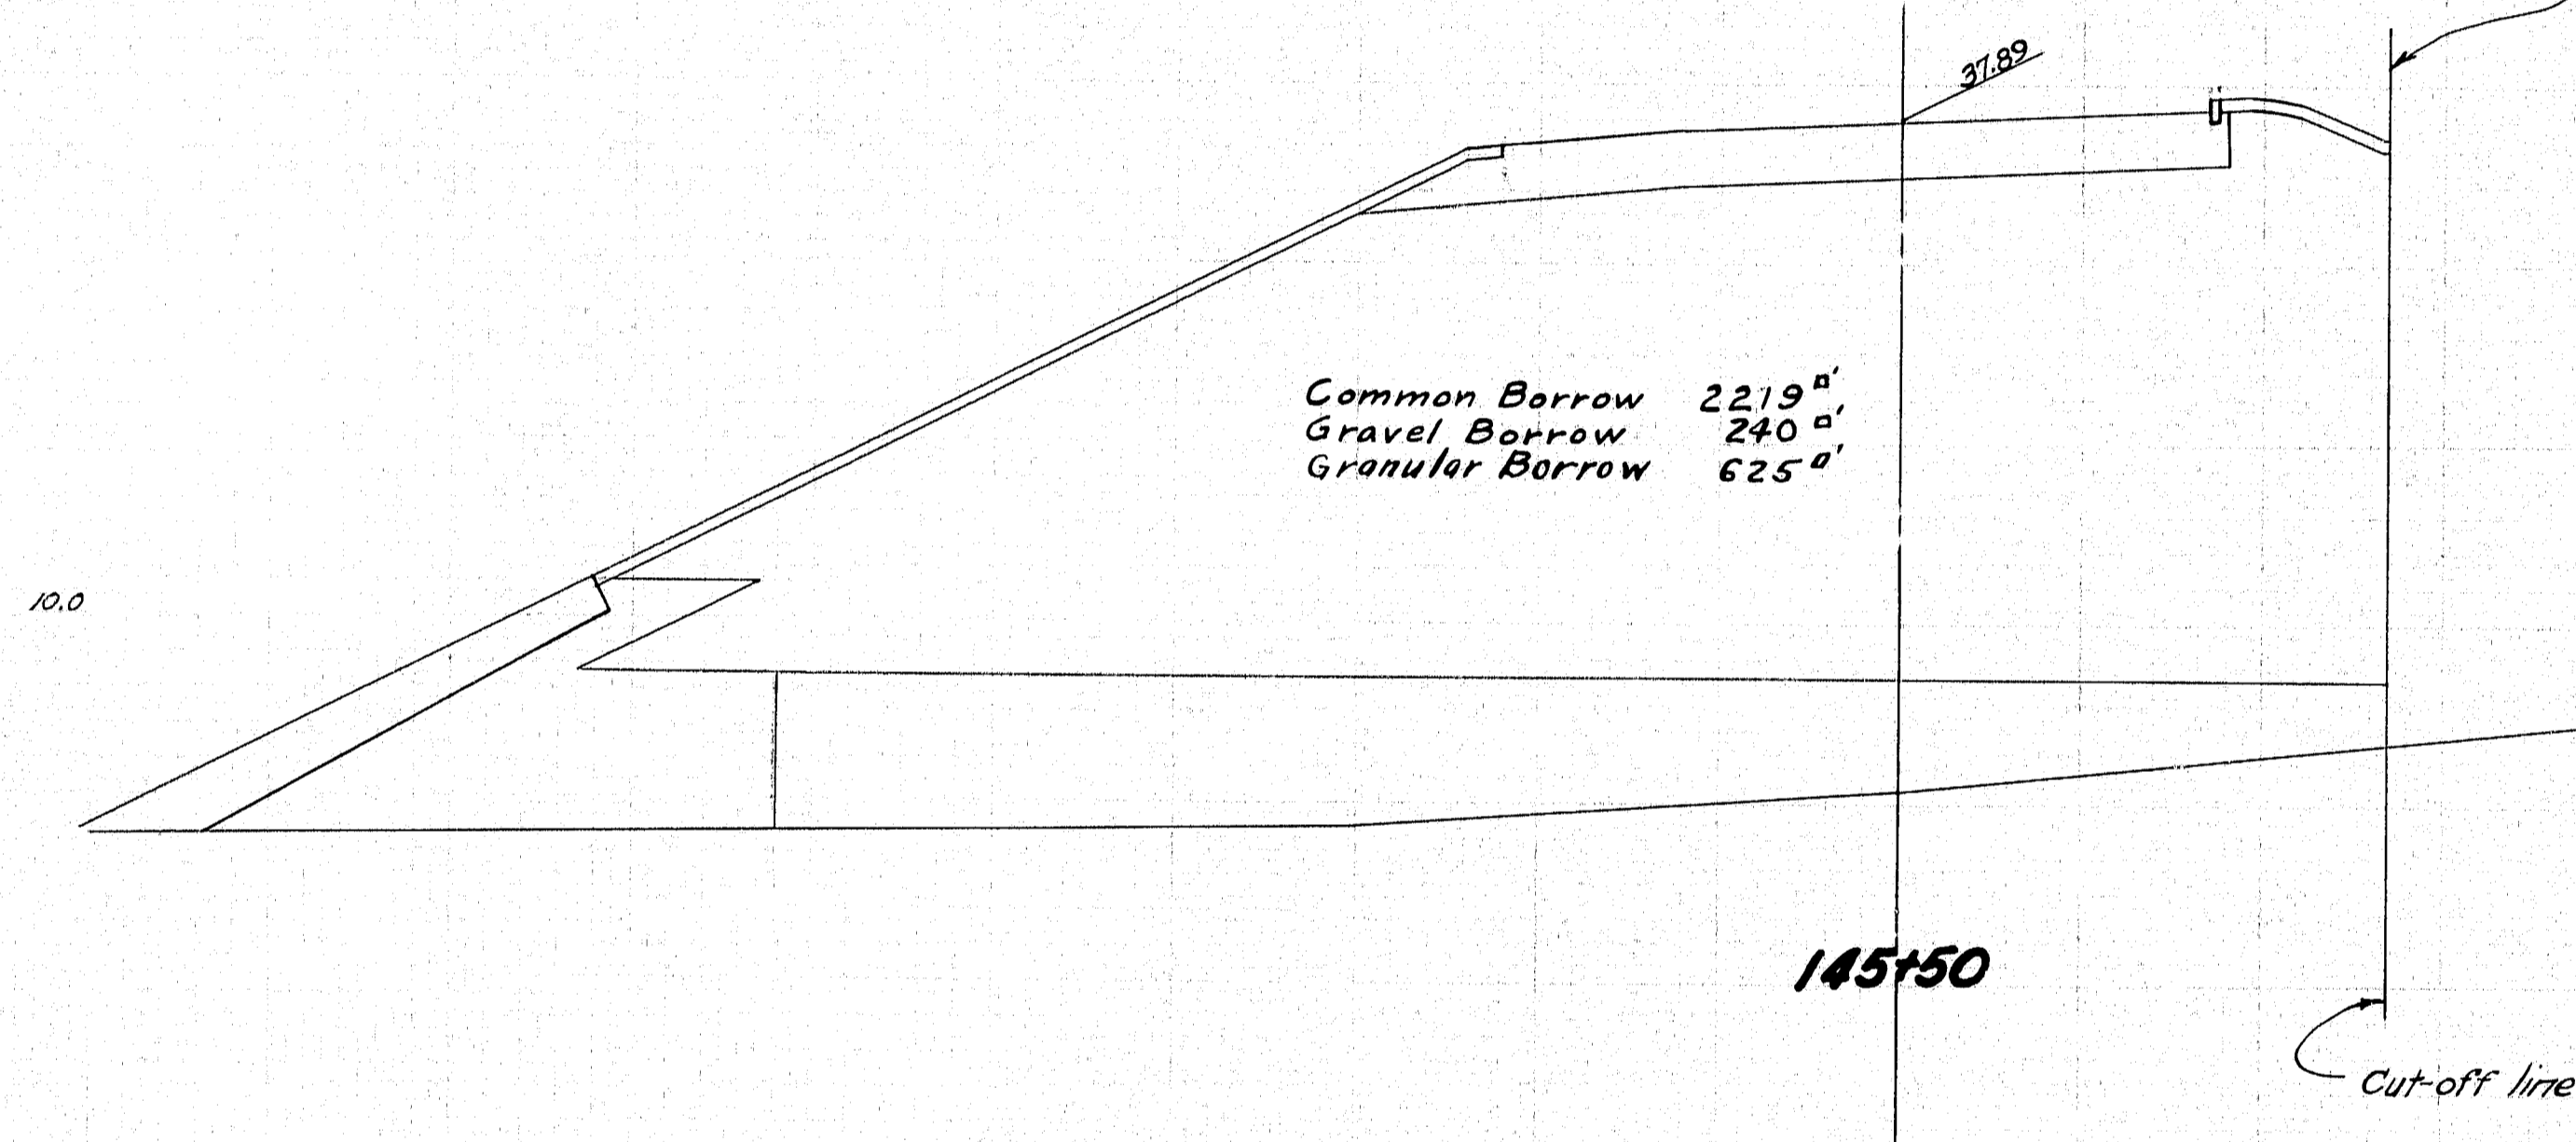 37.89
Common Borrow 2219 □'
Gravel Borrow 240 □'
Granular Borrow 625 □'
10.0
145+50
Cut-off line